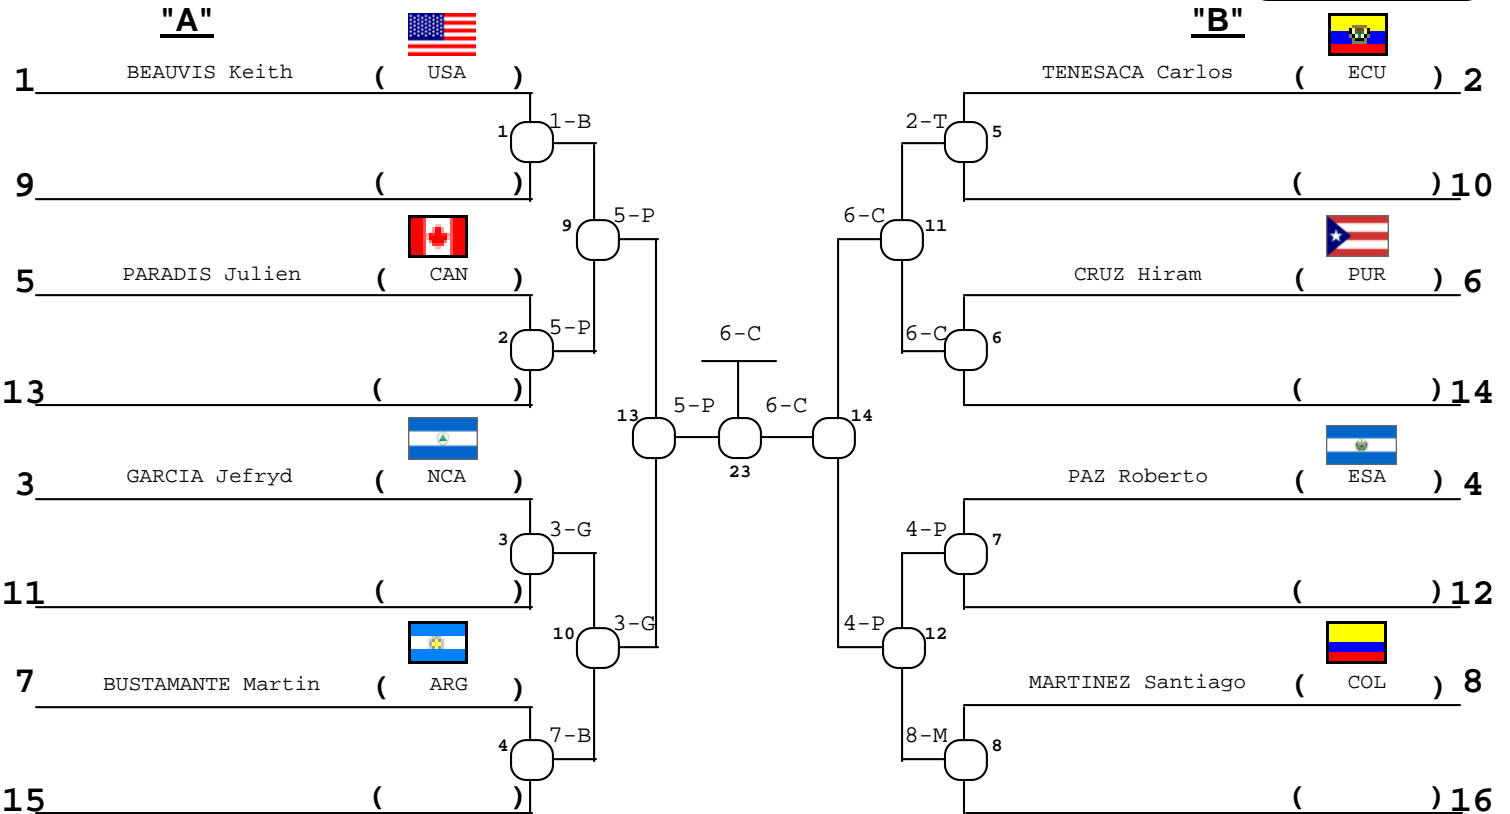 "A" "B"
1 BEAUVIS Keith ( USA ) TENESACA Carlos ( ECU ) 2
1 1-B 2-T 5
9 ( ) ( ) 10
9 5-P 6-C 11
5 PARADIS Julien ( CAN ) CRUZ Hiram ( PUR ) 6
2 5-P 6-C 6-C 6
13 ( ) ( ) 14
13 5-P 6-C 14
23
3 GARCIA Jefryd ( NCA ) PAZ Roberto ( ESA ) 4
3 3-G 4-P 7
11 ( ) ( ) 12
10 3-G 4-P 12
7 BUSTAMANTE Martin ( ARG ) MARTINEZ Santiago ( COL ) 8
4 7-B 8-M 8
15 ( ) ( ) 16